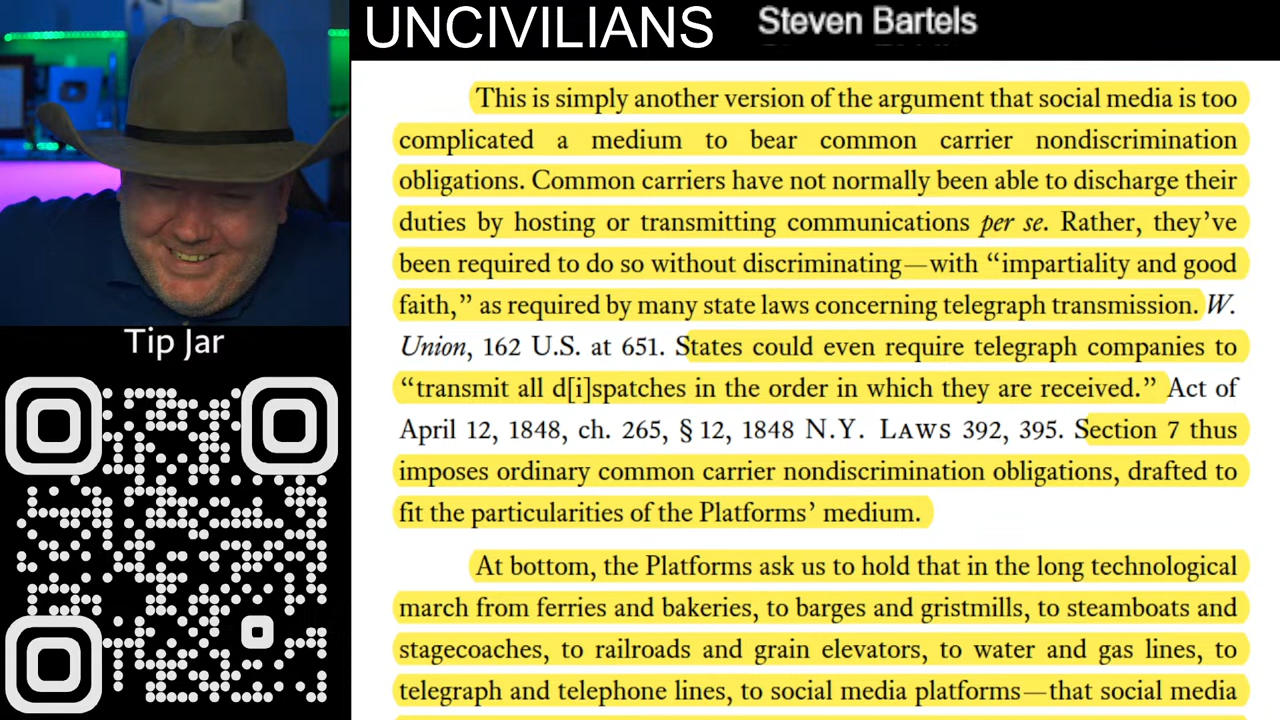 UNCIVILIANS
Steven Bartels
Tip Jar
This is simply another version of the argument that social media is too
complicated a medium to bear common carrier nondiscrimination
obligations. Common carriers have not normally been able to discharge their
duties by hosting or transmitting communications per se. Rather, they’ve
been required to do so without discriminating—with “impartiality and good
faith,” as required by many state laws concerning telegraph transmission. W.
Union, 162 U.S. at 651. States could even require telegraph companies to
“transmit all d[i]spatches in the order in which they are received.” Act of
April 12, 1848, ch. 265, § 12, 1848 N.Y. LAWS 392, 395. Section 7 thus
imposes ordinary common carrier nondiscrimination obligations, drafted to
fit the particularities of the Platforms’ medium.
At bottom, the Platforms ask us to hold that in the long technological
march from ferries and bakeries, to barges and gristmills, to steamboats and
stagecoaches, to railroads and grain elevators, to water and gas lines, to
telegraph and telephone lines, to social media platforms—that social media